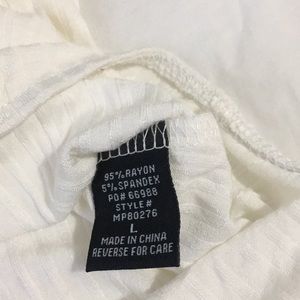 95% RAYON
5% SPANDEX
PO# 66988
STYLE#
MP80276
L
MADE IN CHINA
REVERSE FOR CARE